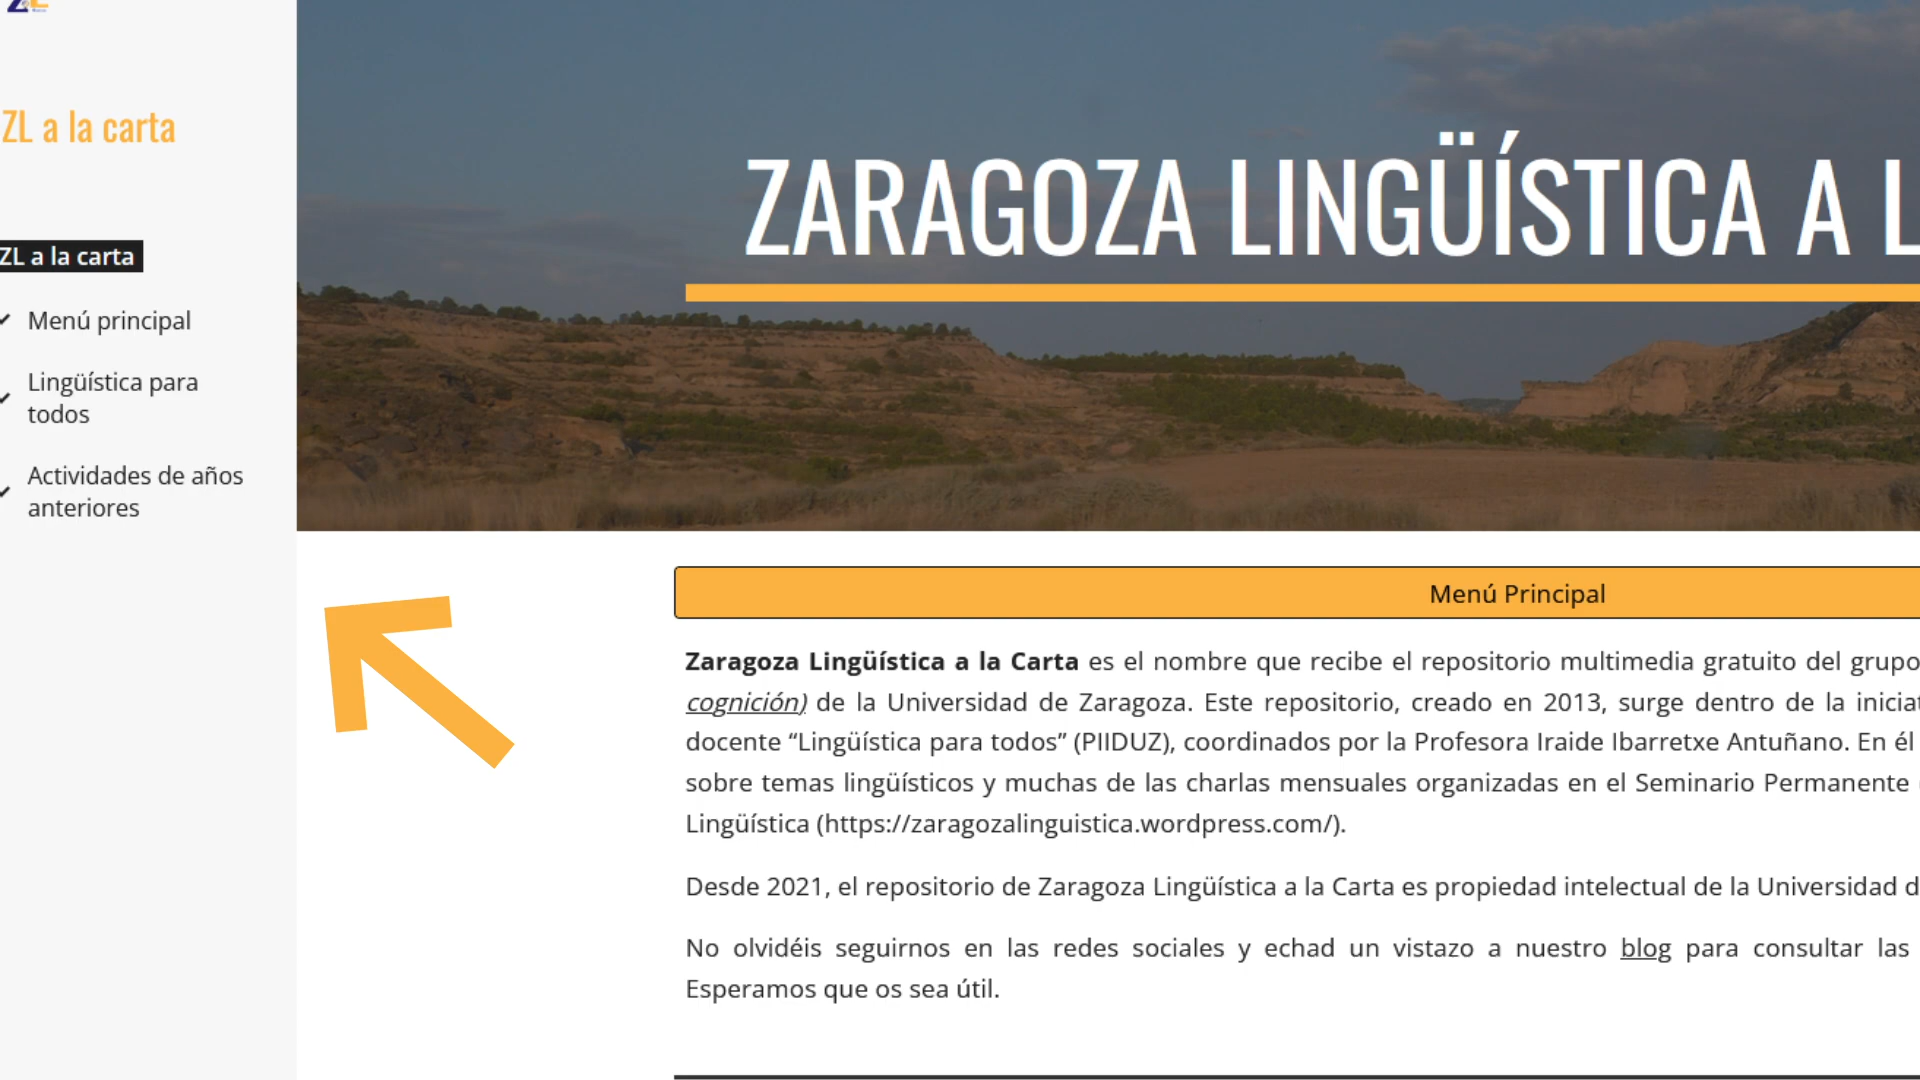 ZL a la carta
ZL a la carta
Menú principal
Lingüística para
todos
Actividades de años
anteriores
ZARAGOZA LINGÜÍSTICA A L
Menú Principal
Zaragoza Lingüística a la Carta es el nombre que recibe el repositorio multimedia gratuito del grupo
cognición) de la Universidad de Zaragoza. Este repositorio, creado en 2013, surge dentro de la iniciat
docente “Lingüística para todos” (PIIDUZ), coordinados por la Profesora Iraide Ibarretxe Antuñano. En él
sobre temas lingüísticos y muchas de las charlas mensuales organizadas en el Seminario Permanente
Lingüística (https://zaragozalinguistica.wordpress.com/).
Desde 2021, el repositorio de Zaragoza Lingüística a la Carta es propiedad intelectual de la Universidad d
No olvidéis seguirnos en las redes sociales y echad un vistazo a nuestro blog para consultar las
Esperamos que os sea útil.